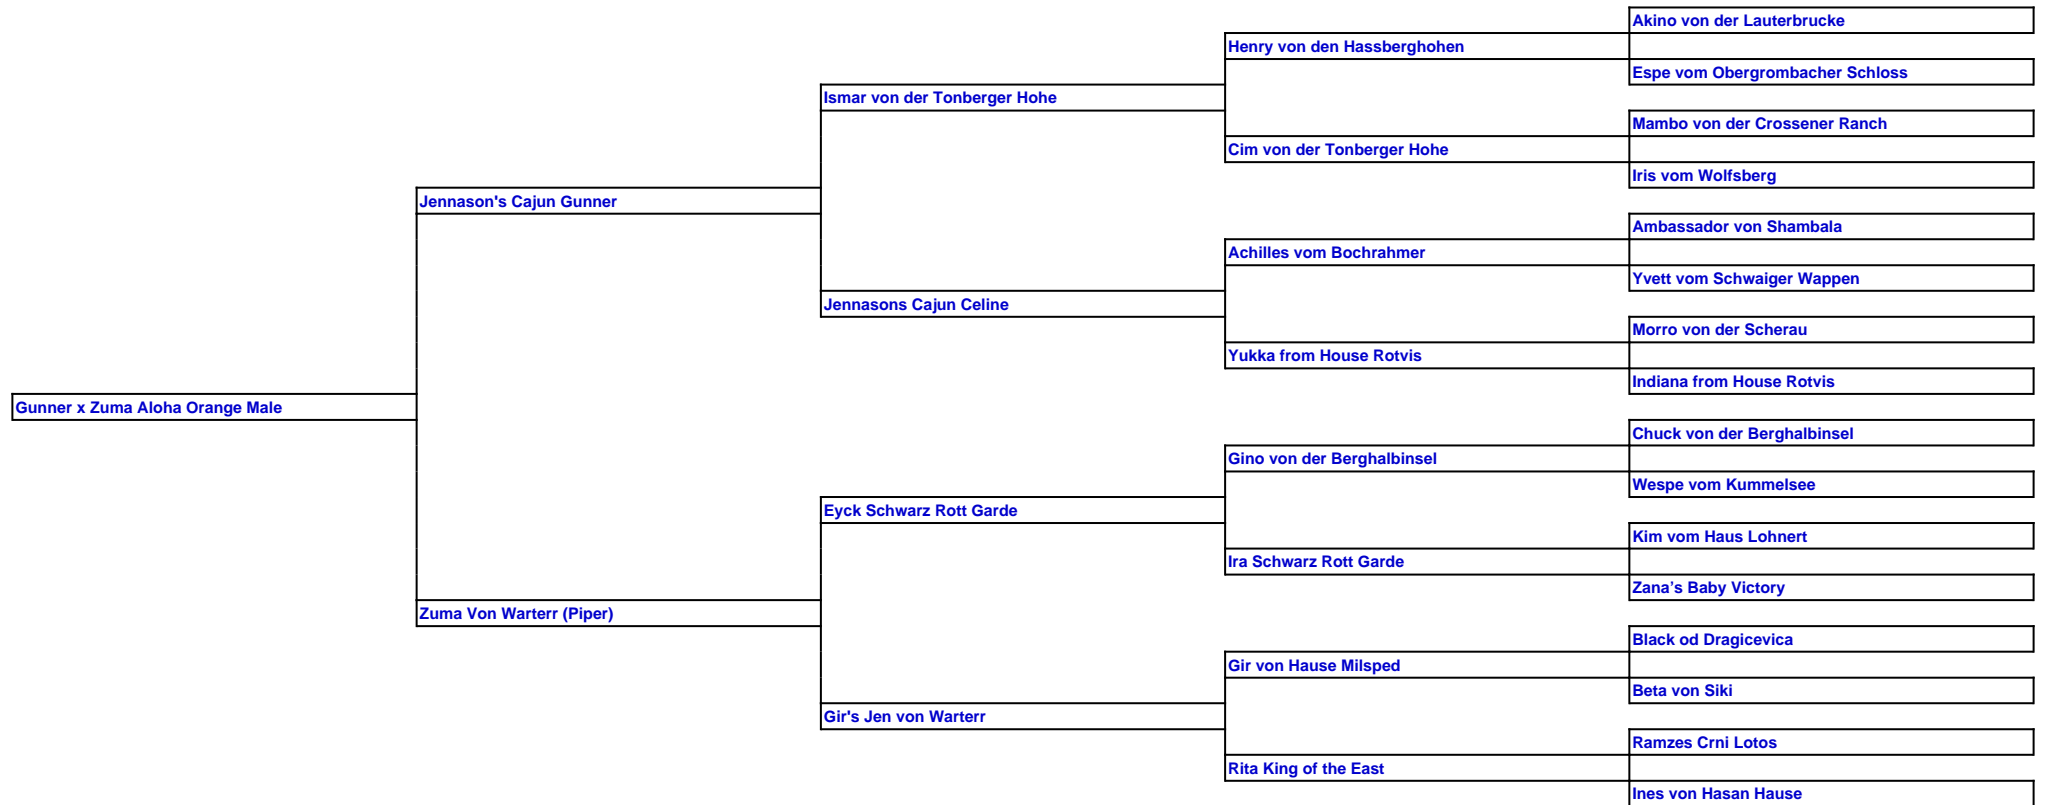 Akino von der Lauterbrucke
Henry von den Hassberghohen
Espe vom Obergrombacher Schloss
Ismar von der Tonberger Hohe
Mambo von der Crossener Ranch
Cim von der Tonberger Hohe
Iris vom Wolfsberg
Jennason's Cajun Gunner
Ambassador von Shambala
Achilles vom Bochrahmer
Yvett vom Schwaiger Wappen
Jennasons Cajun Celine
Morro von der Scherau
Yukka from House Rotvis
Indiana from House Rotvis
Gunner x Zuma Aloha Orange Male
Chuck von der Berghalbinsel
Gino von der Berghalbinsel
Wespe vom Kummelsee
Eyck Schwarz Rott Garde
Kim vom Haus Lohnert
Ira Schwarz Rott Garde
Zana’s Baby Victory
Zuma Von Warterr (Piper)
Black od Dragicevica
Gir von Hause Milsped
Beta von Siki
Gir's Jen von Warterr
Ramzes Crni Lotos
Rita King of the East
Ines von Hasan Hause